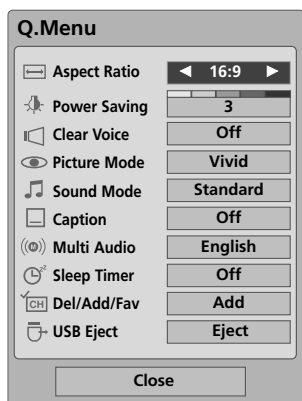 Q.Menu
Aspect Ratio ◀ 16:9 ▶
Power Saving 3
Clear Voice Off
Picture Mode Vivid
Sound Mode Standard
Caption Off
Multi Audio English
Sleep Timer Off
CH Del/Add/Fav Add
USB Eject Eject
Close